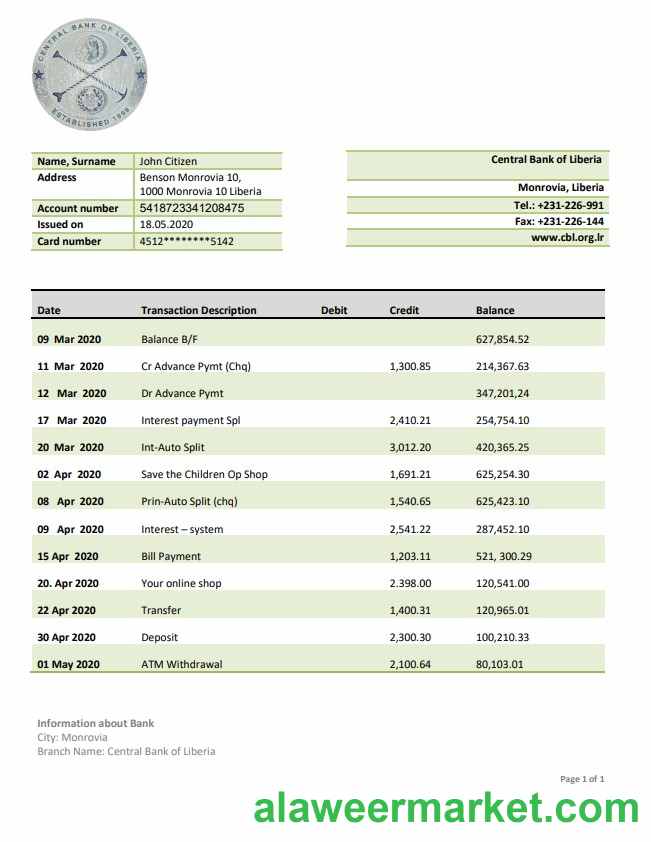 CENTRAL BANK OF LIBERIA
ESTABLISHED 1999
Name, Surname John Citizen
Address Benson Monrovia 10,
1000 Monrovia 10 Liberia
Account number 5418723341208475
Issued on 18.05.2020
Card number 4512********5142
Central Bank of Liberia
Monrovia, Liberia
Tel.: +231-226-991
Fax: +231-226-144
www.cbl.org.lr
Date Transaction Description Debit Credit Balance
09 Mar 2020 Balance B/F 627,854.52
11 Mar 2020 Cr Advance Pymt (Chq) 1,300.85 214,367.63
12 Mar 2020 Dr Advance Pymt 347,201,24
17 Mar 2020 Interest payment Spl 2,410.21 254,754.10
20 Mar 2020 Int-Auto Split 3,012.20 420,365.25
02 Apr 2020 Save the Children Op Shop 1,691.21 625,254.30
08 Apr 2020 Prin-Auto Split (chq) 1,540.65 625,423.10
09 Apr 2020 Interest – system 2,541.22 287,452.10
15 Apr 2020 Bill Payment 1,203.11 521, 300.29
20. Apr 2020 Your online shop 2.398.00 120,541.00
22 Apr 2020 Transfer 1,400.31 120,965.01
30 Apr 2020 Deposit 2,300.30 100,210.33
01 May 2020 ATM Withdrawal 2,100.64 80,103.01
Information about Bank
City: Monrovia
Branch Name: Central Bank of Liberia
Page 1 of 1
alaweermarket.com